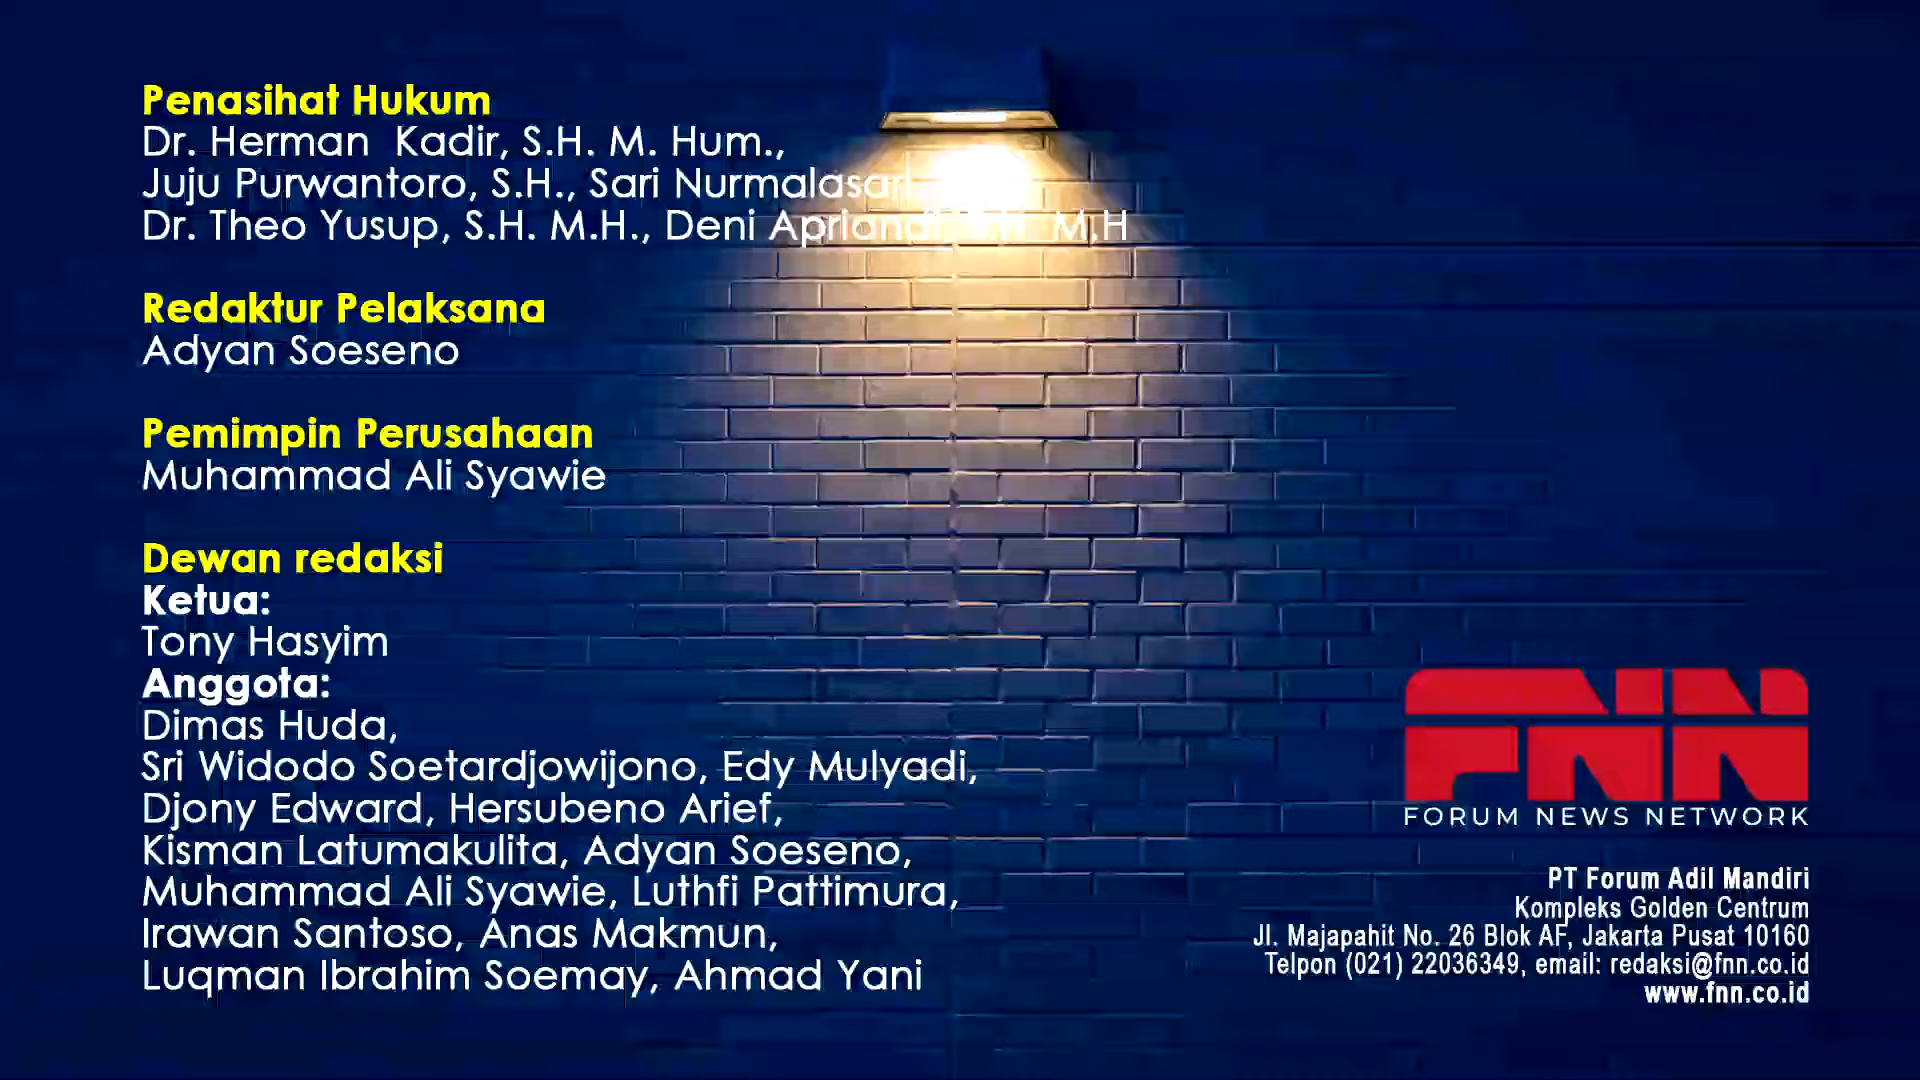 Penasihat Hukum
Dr. Herman Kadir, S.H. M. Hum.,
Juju Purwantoro, S.H., Sari Nurmalasari,
Dr. Theo Yusup, S.H. M.H., Deni Apriandi, M.H
Redaktur Pelaksana
Adyan Soeseno
Pemimpin Perusahaan
Muhammad Ali Syawie
Dewan redaksi
Ketua:
Tony Hasyim
Anggota:
Dimas Huda,
Sri Widodo Soetardjowijono, Edy Mulyadi,
Djony Edward, Hersubeno Arief,
Kisman Latumakulita, Adyan Soeseno,
Muhammad Ali Syawie, Luthfi Pattimura,
Irawan Santoso, Anas Makmun,
Luqman Ibrahim Soemay, Ahmad Yani
FNN
FORUM NEWS NETWORK
PT Forum Adil Mandiri
Kompleks Golden Centrum
Jl. Majapahit No. 26 Blok AF, Jakarta Pusat 10160
Telpon (021) 22036349, email: redaksi@fnn.co.id
www.fnn.co.id